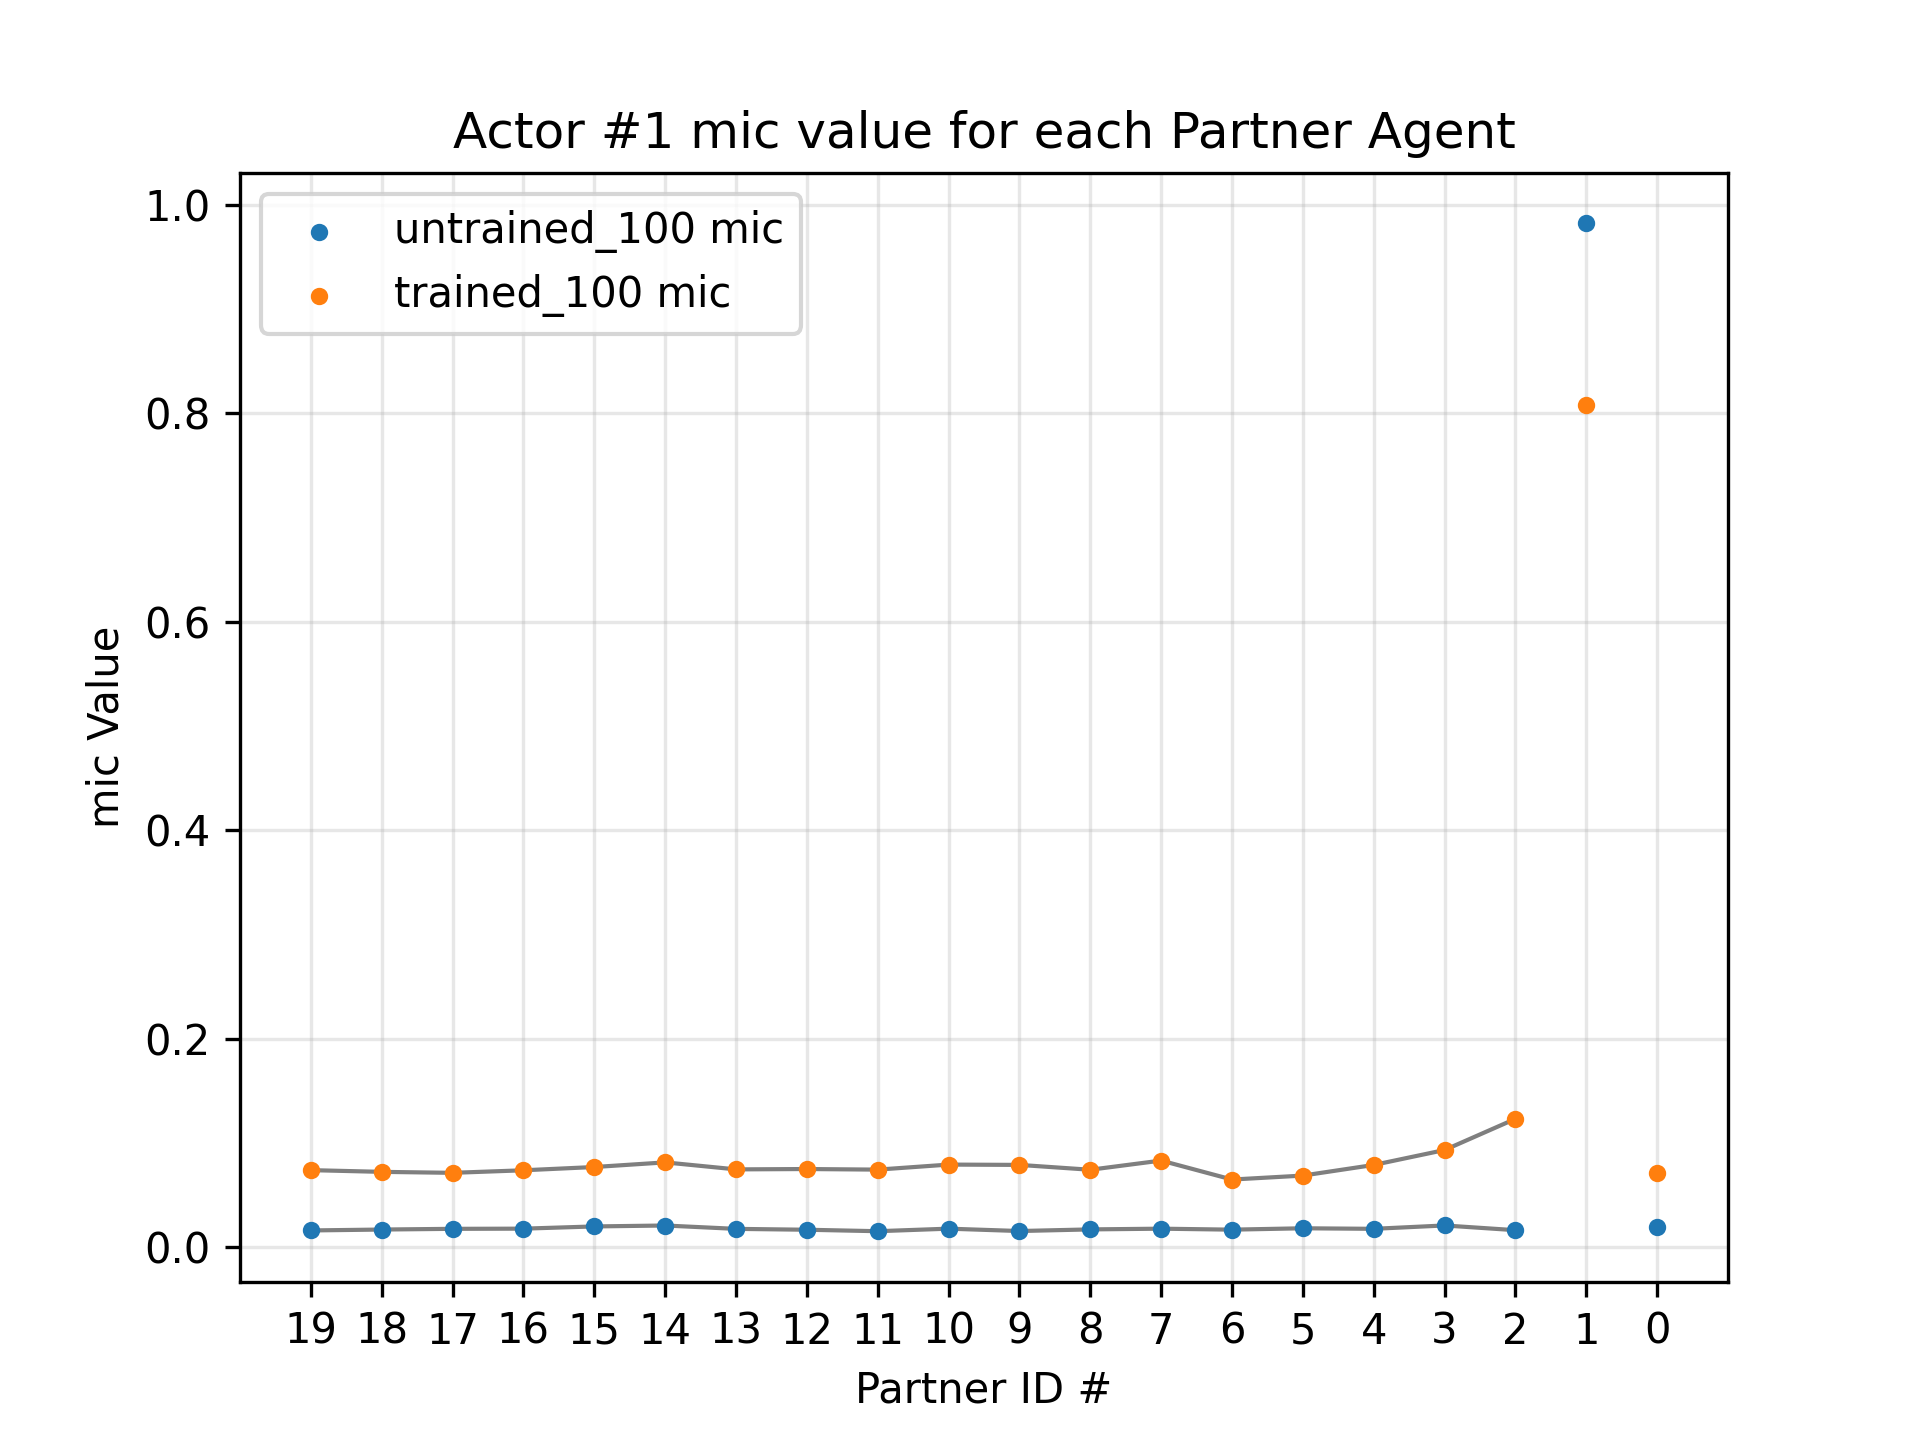 Actor #1 mic value for each Partner Agent
untrained_100 mic
trained_100 mic
mic Value
1.0
0.8
0.6
0.4
0.2
0.0
19 18 17 16 15 14 13 12 11 10 9 8 7 6 5 4 3 2 1 0
Partner ID #